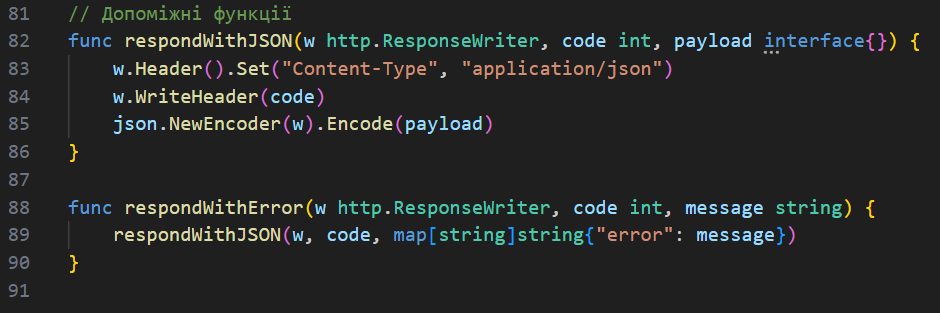 81 // Допоміжні функції
82 func respondWithJSON(w http.ResponseWriter, code int, payload interface{}) {
83     w.Header().Set("Content-Type", "application/json")
84     w.WriteHeader(code)
85     json.NewEncoder(w).Encode(payload)
86 }
87
88 func respondWithError(w http.ResponseWriter, code int, message string) {
89     respondWithJSON(w, code, map[string]string{"error": message})
90 }
91